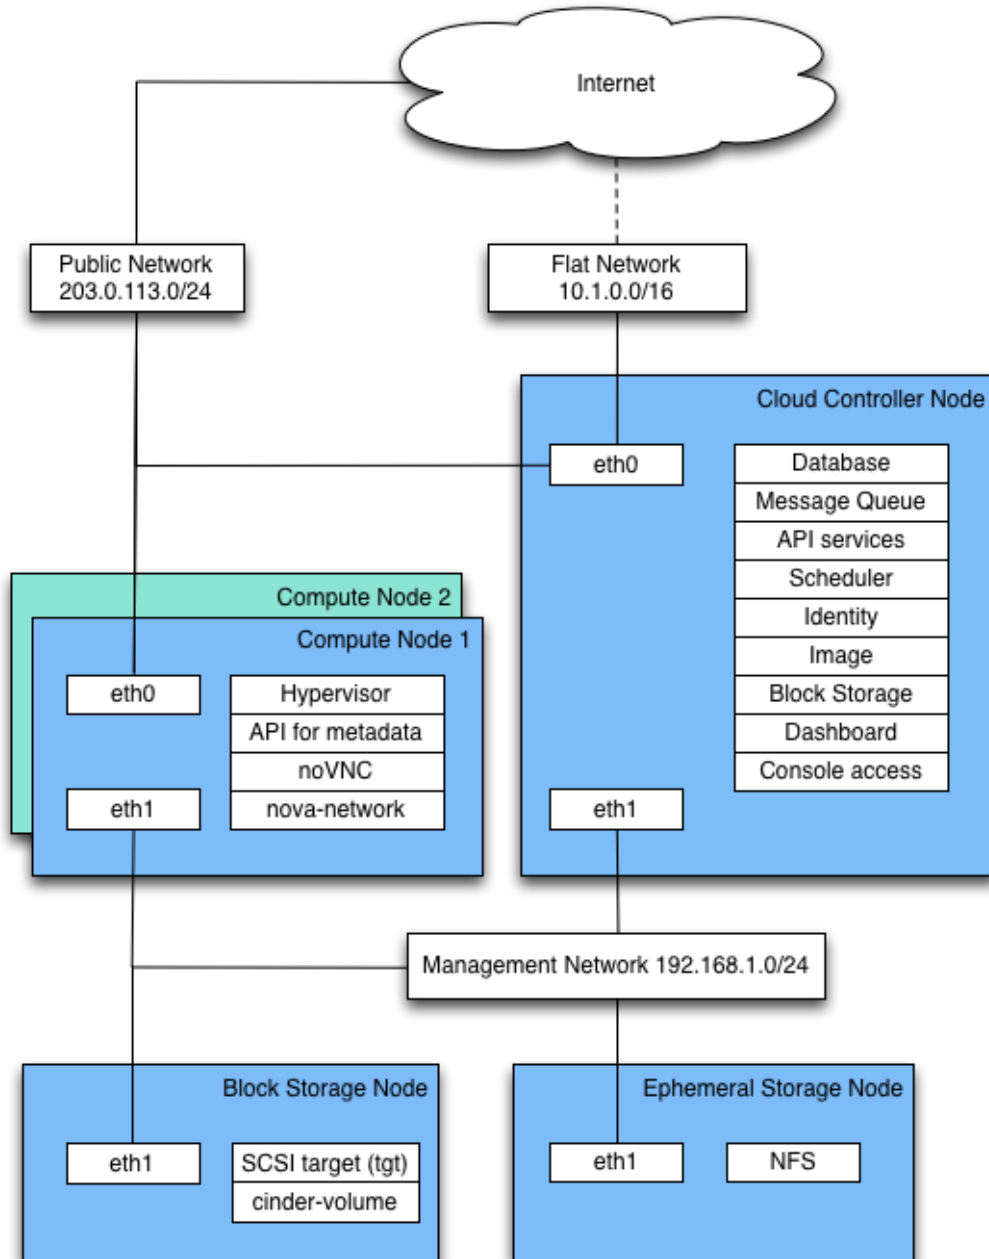 Internet
Public Network
203.0.113.0/24
Flat Network
10.1.0.0/16
Cloud Controller Node
eth0
Database
Message Queue
API services
Scheduler
Identity
Image
Block Storage
Dashboard
Console access
eth1
Compute Node 2
Compute Node 1
eth0
Hypervisor
API for metadata
noVNC
nova-network
eth1
Management Network 192.168.1.0/24
Block Storage Node
eth1
SCSI target (tgt)
cinder-volume
Ephemeral Storage Node
eth1
NFS